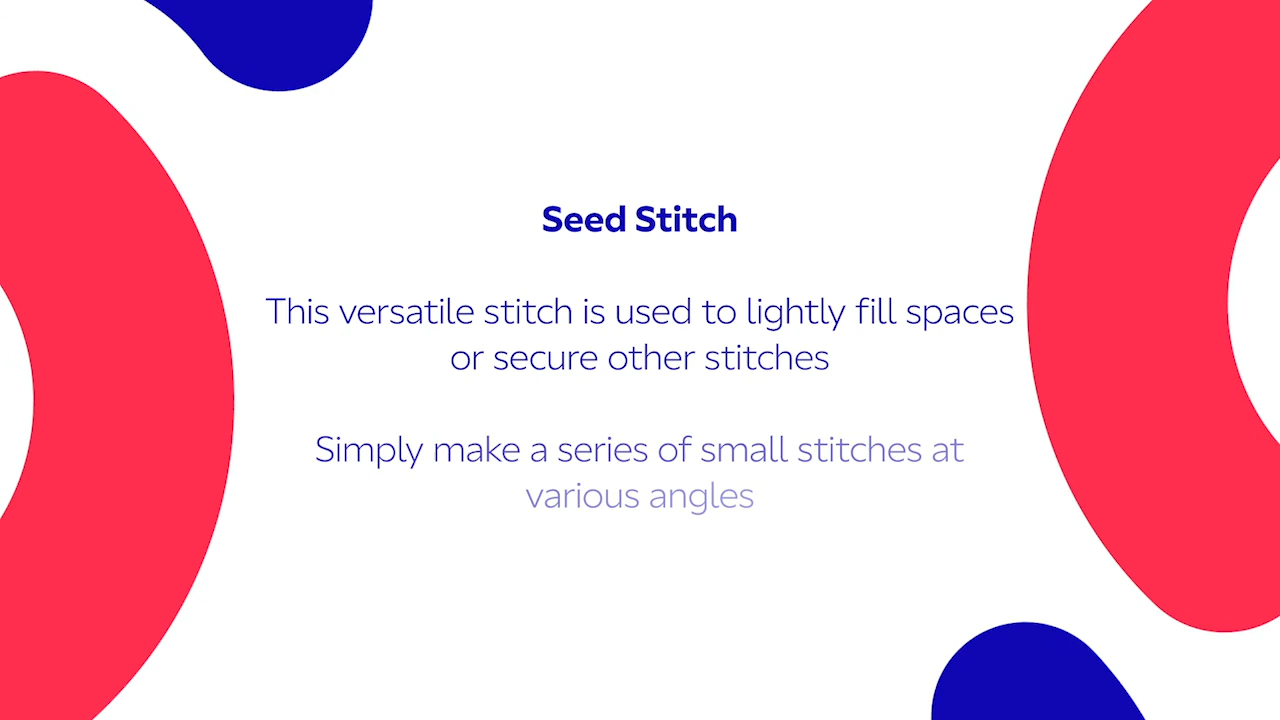 Seed Stitch
This versatile stitch is used to lightly fill spaces
or secure other stitches
Simply make a series of small stitches at
various angles